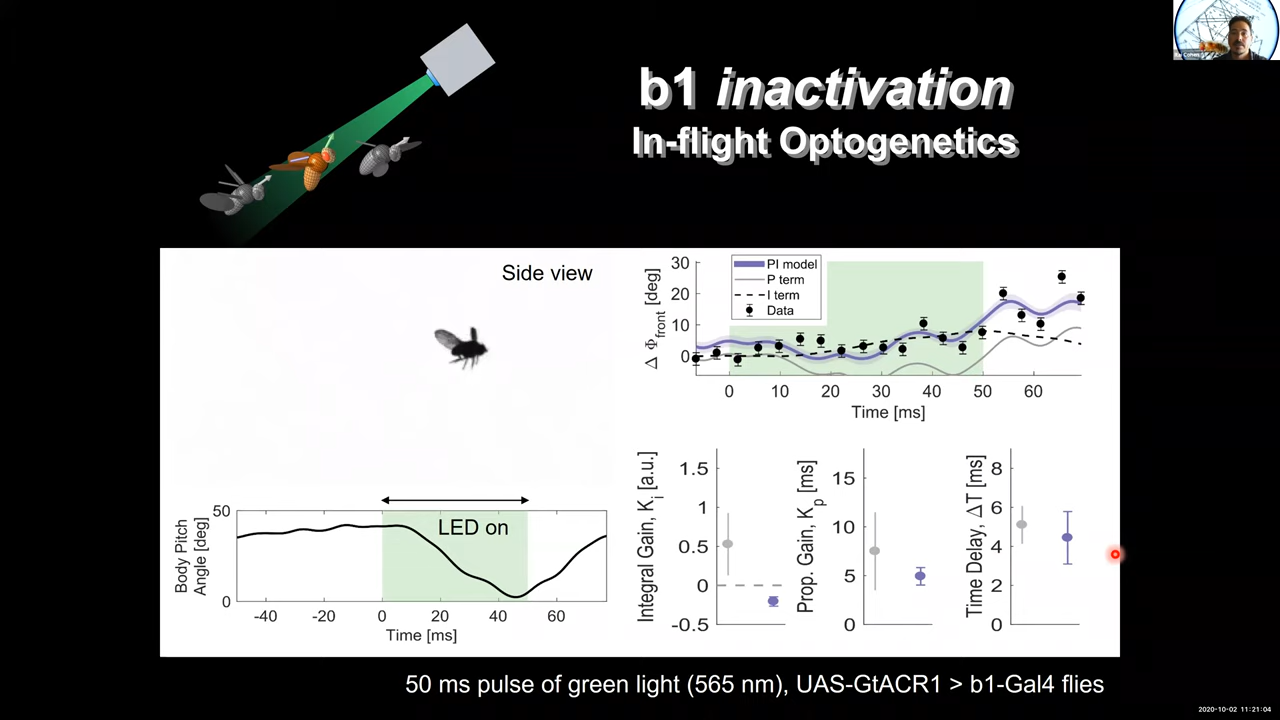 b1 inactivation
In-flight Optogenetics
Side view
50
0
Body Pitch
Angle [deg]
LED on
-40
-20
0
20
40
60
Time [ms]
30
20
10
0
Δ Φfront [deg]
PI model
P term
I term
Data
0
10
20
30
40
50
60
Time [ms]
Integral Gain, Ki [a.u.]
1.5
1
0.5
0
-0.5
Prop. Gain, Kp [ms]
15
10
5
0
Time Delay, ΔT [ms]
8
6
4
2
0
50 ms pulse of green light (565 nm), UAS-GtACR1 > b1-Gal4 flies
2020-10-02 11:21:04